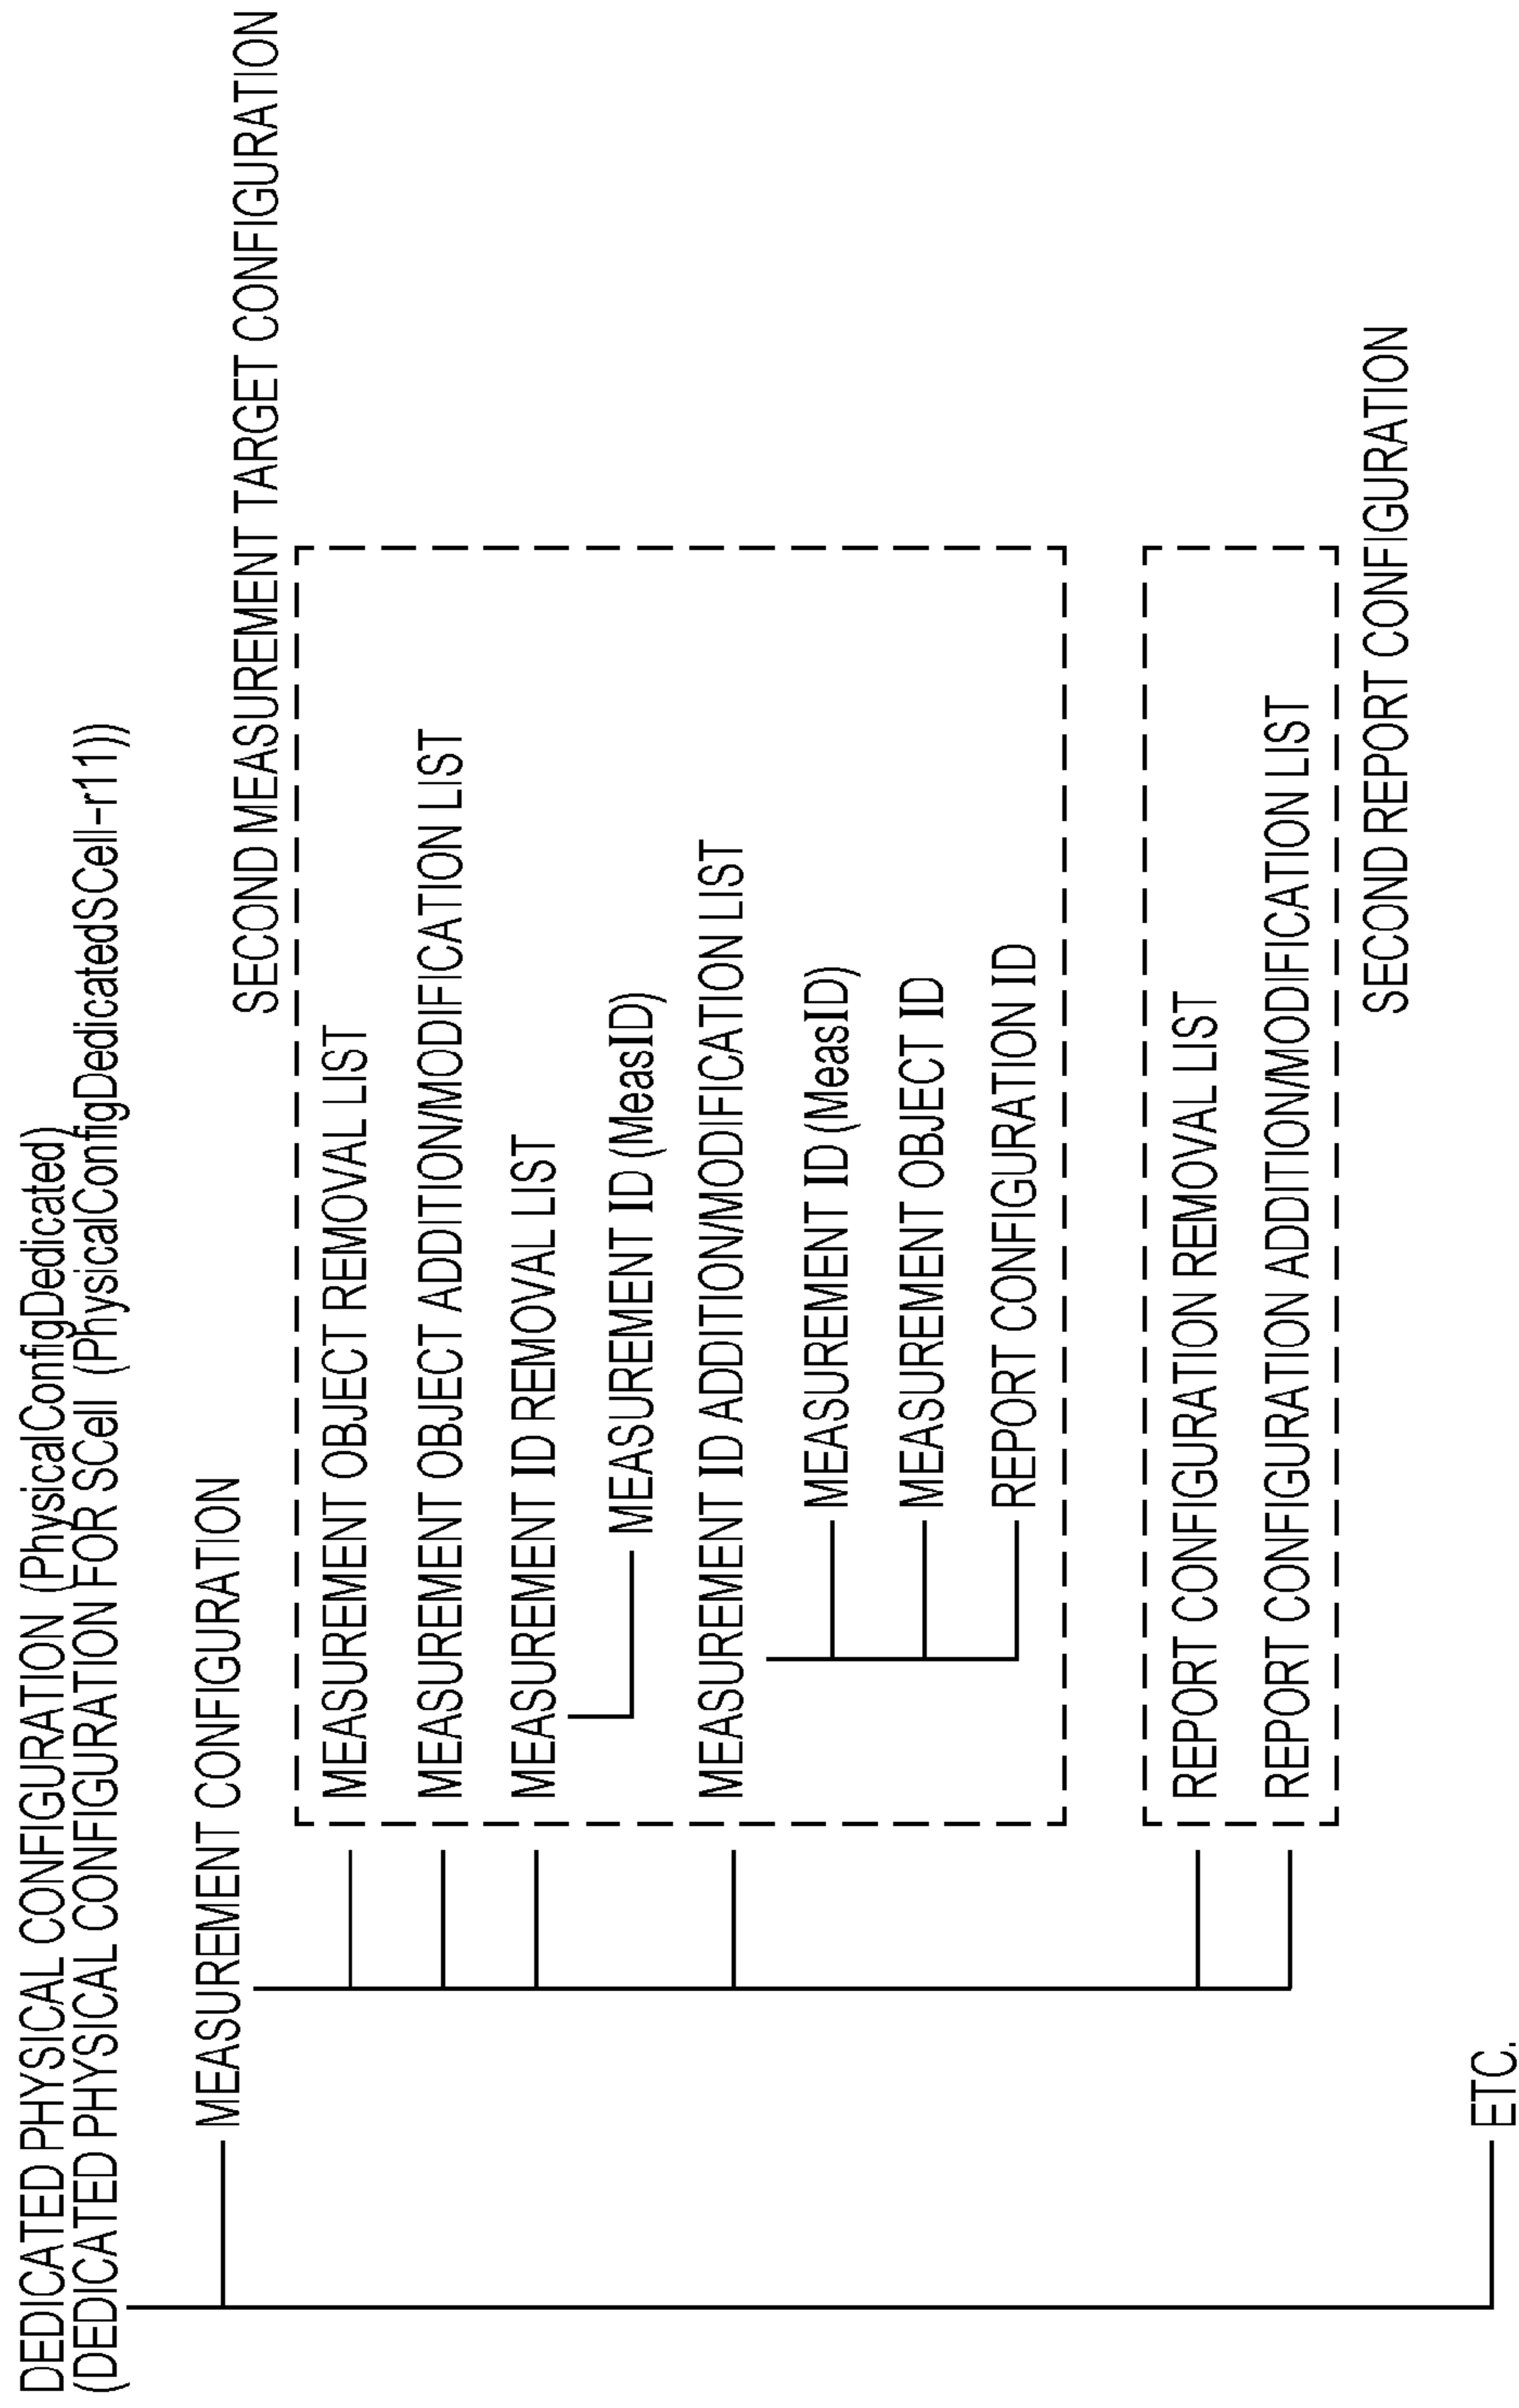 DEDICATED PHYSICAL CONFIGURATION (PhysicalConfigDedicated)
(DEDICATED PHYSICAL CONFIGURATION FOR SCell (PhysicalConfigDedicatedSCell-r11))
MEASUREMENT CONFIGURATION
SECOND MEASUREMENT TARGET CONFIGURATION
MEASUREMENT OBJECT REMOVAL LIST
MEASUREMENT OBJECT ADDITION/MODIFICATION LIST
MEASUREMENT ID REMOVAL LIST
MEASUREMENT ID (MeasID)
MEASUREMENT ID ADDITION/MODIFICATION LIST
MEASUREMENT ID (MeasID)
MEASUREMENT OBJECT ID
REPORT CONFIGURATION ID
REPORT CONFIGURATION REMOVAL LIST
REPORT CONFIGURATION ADDITION/MODIFICATION LIST
SECOND REPORT CONFIGURATION
ETC.